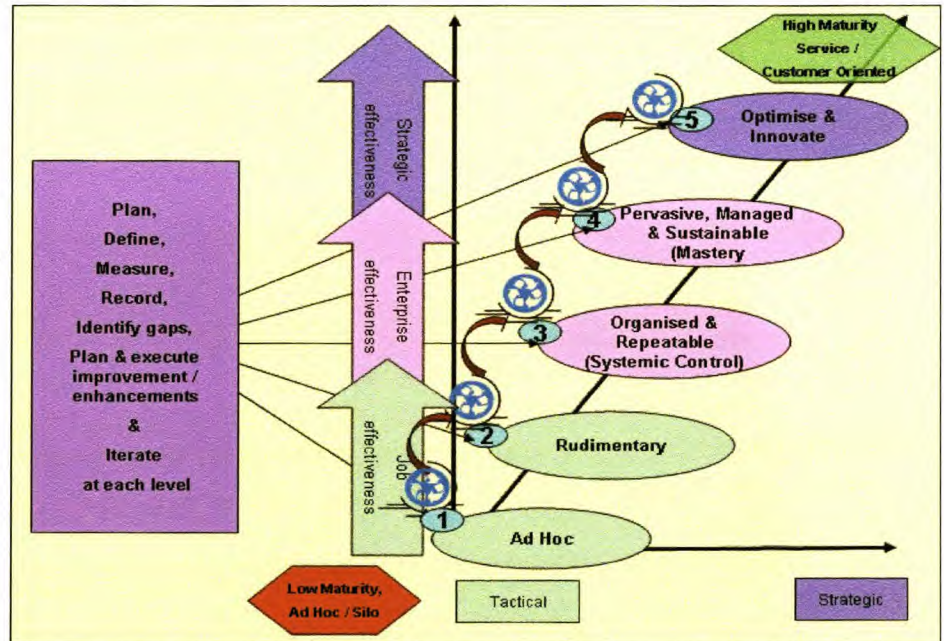 High Maturity
Service /
Customer Oriented
Strategic
effectiveness
5
Optimise &
Innovate
Plan,
Define,
Measure,
Record,
Identify gaps,
Plan & execute
improvement /
enhancements
&
Iterate
at each level
4
Pervasive, Managed
& Sustainable
(Mastery
Enterprise
effectiveness
3
Organised &
Repeatable
(Systemic Control)
2
Rudimentary
Job
effectiveness
1
Ad Hoc
Low Maturity,
Ad Hoc / Silo
Tactical
Strategic